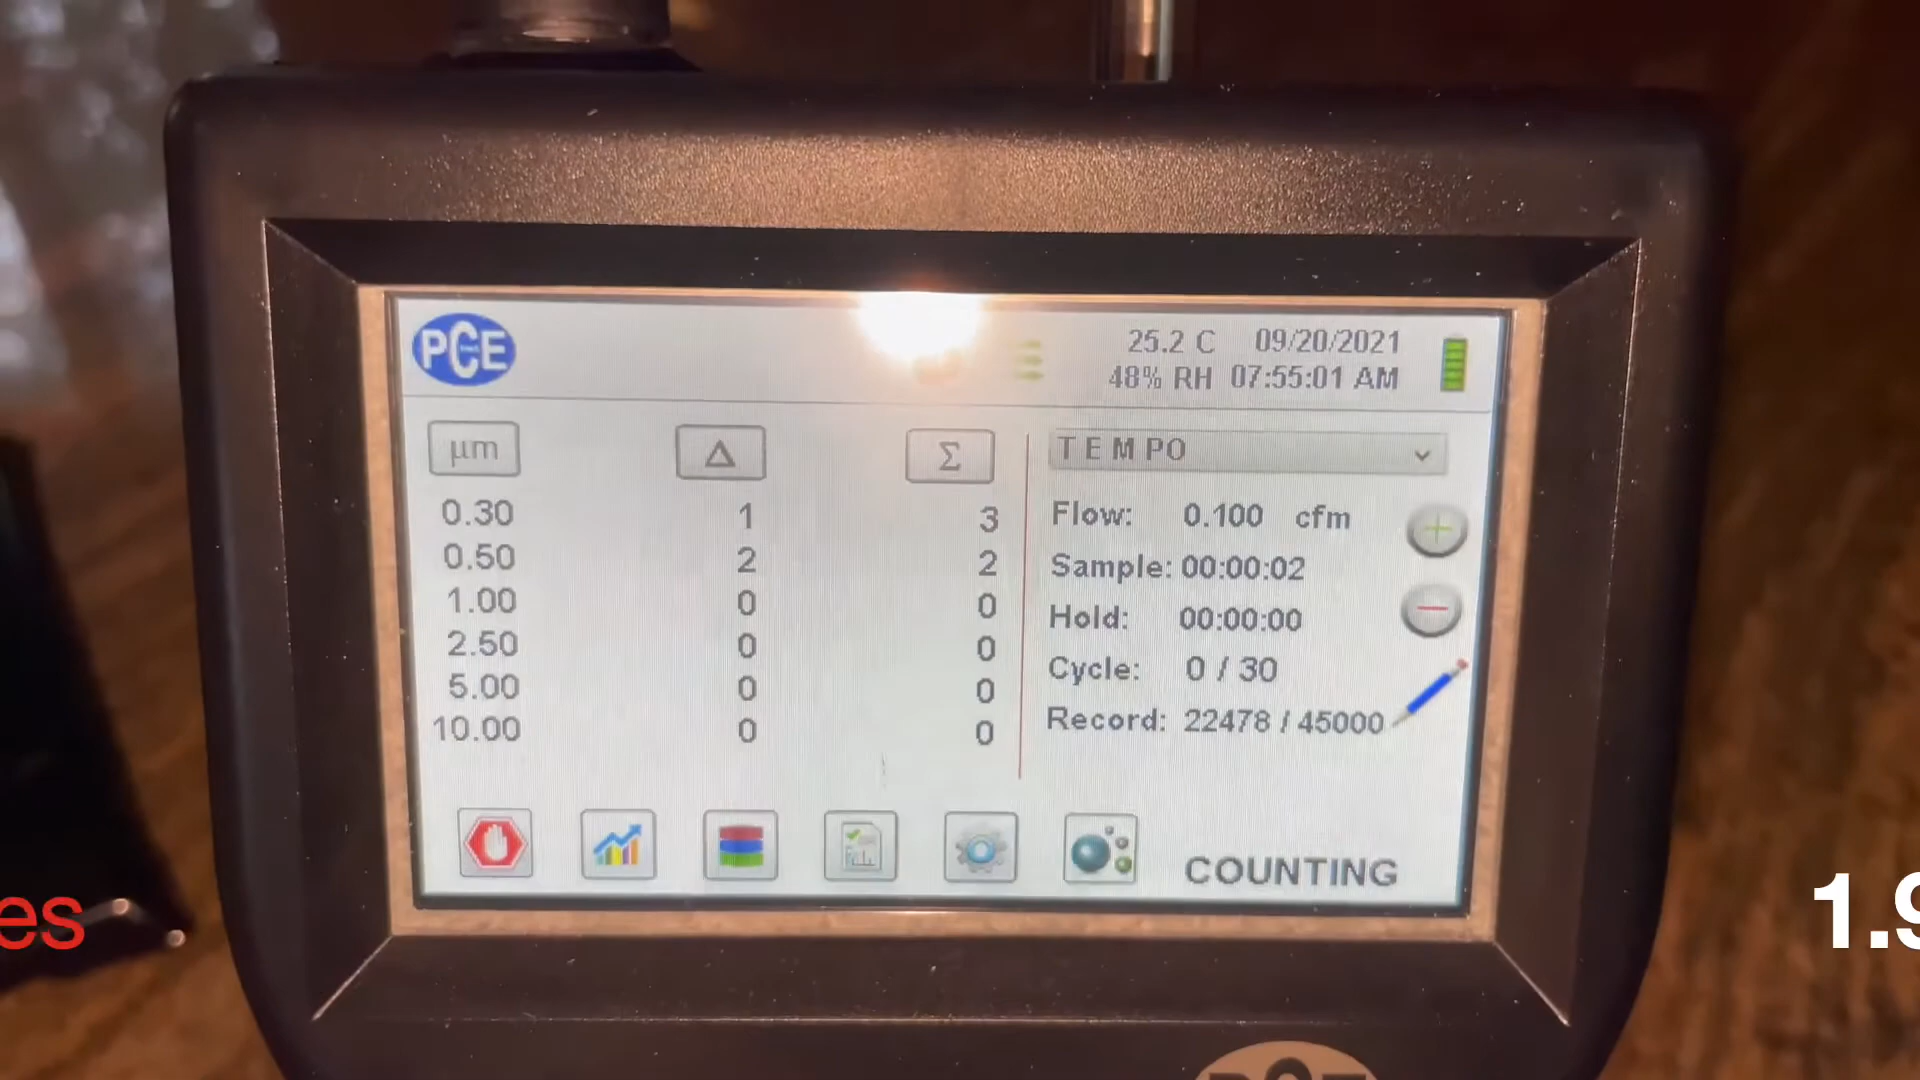 PCE
25.2 C 09/20/2021
48% RH 07:55:01 AM
µm Δ Σ
0.30 1 3
0.50 2 2
1.00 0 0
2.50 0 0
5.00 0 0
10.00 0 0
TEMPO
Flow: 0.100 cfm
Sample: 00:00:02
Hold: 00:00:00
Cycle: 0 / 30
Record: 22478 / 45000
COUNTING
es
1.9
PCE